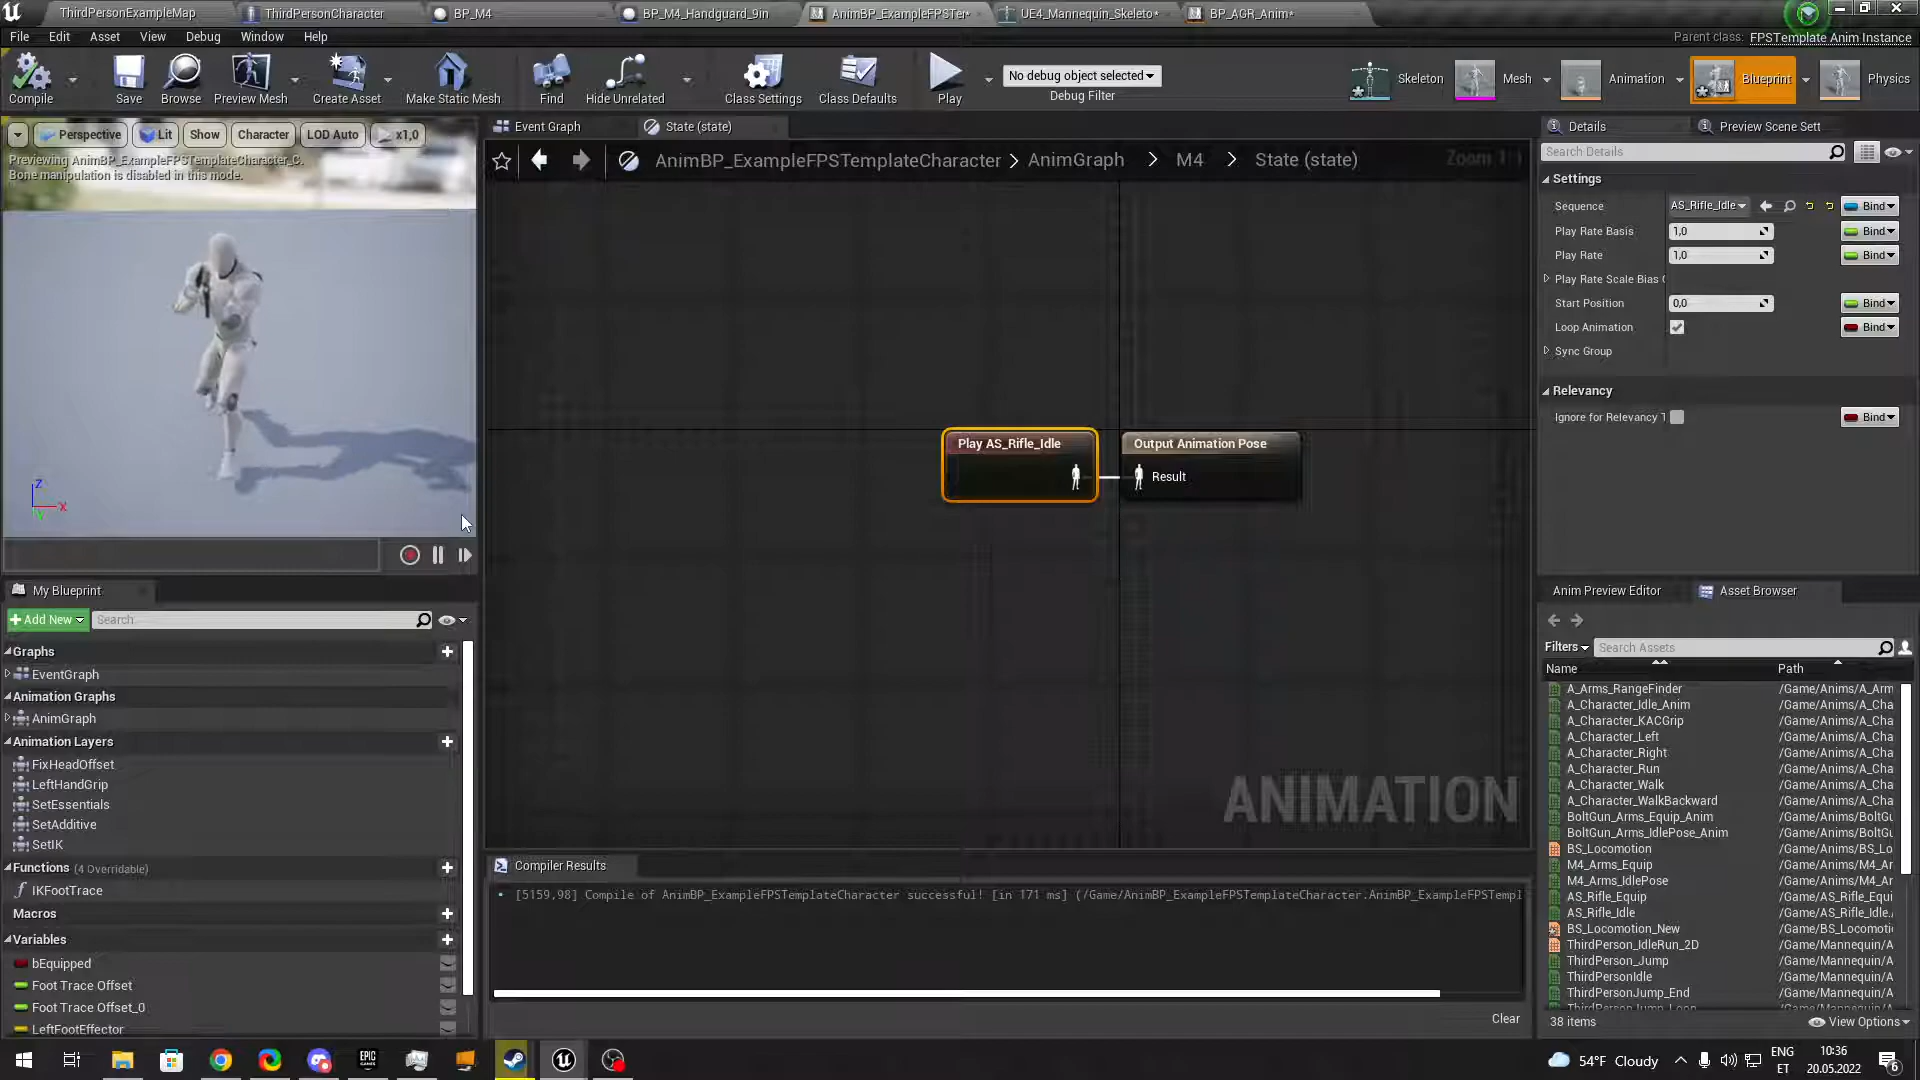 ThirdPersonExampleMap
ThirdPersonCharacter
BP_M4
BP_M4_Handguard_9in
AnimBP_ExampleFPSTer*
UE4_Mannequin_Skeleto*
BP_AGR_Anim*
File Edit Asset View Debug Window Help
Parent class: FPSTemplate Anim Instance
Compile
Save
Browse
Preview Mesh
Create Asset
Make Static Mesh
Find
Hide Unrelated
Class Settings
Class Defaults
Play
No debug object selected
Debug Filter
Skeleton
Mesh
Animation
Blueprint
Physics
Perspective
Lit
Show
Character
LOD Auto
x1,0
Previewing AnimBP_ExampleFPSTemplateCharacter_C.
Bone manipulation is disabled in this mode.
Z
X
Y
Event Graph
State (state)
AnimBP_ExampleFPSTemplateCharacter > AnimGraph > M4 > State (state)
Zoom 1:1
Play AS_Rifle_Idle
Output Animation Pose
Result
ANIMATION
Details
Preview Scene Sett
Search Details
Settings
Sequence AS_Rifle_Idle Bind
Play Rate Basis 1,0 Bind
Play Rate 1,0 Bind
Play Rate Scale Bias C
Start Position 0,0 Bind
Loop Animation Bind
Sync Group
Relevancy
Ignore for Relevancy T Bind
My Blueprint
Add New
Search
Graphs
EventGraph
Animation Graphs
AnimGraph
Animation Layers
FixHeadOffset
LeftHandGrip
SetEssentials
SetAdditive
SetIK
Functions (4 Overridable)
IKFootTrace
Macros
Variables
bEquipped
Foot Trace Offset
Foot Trace Offset_0
LeftFootEffector
Compiler Results
[5159,98] Compile of AnimBP_ExampleFPSTemplateCharacter successful! [in 171 ms] (/Game/AnimBP_ExampleFPSTemplateCharacter.AnimBP_ExampleFPSTempl
Clear
Anim Preview Editor
Asset Browser
Filters
Search Assets
Name Path
A_Arms_RangeFinder /Game/Anims/A_Arm
A_Character_Idle_Anim /Game/Anims/A_Cha
A_Character_KACGrip /Game/Anims/A_Cha
A_Character_Left /Game/Anims/A_Cha
A_Character_Right /Game/Anims/A_Cha
A_Character_Run /Game/Anims/A_Cha
A_Character_Walk /Game/Anims/A_Cha
A_Character_WalkBackward /Game/Anims/A_Cha
BoltGun_Arms_Equip_Anim /Game/Anims/BoltGu
BoltGun_Arms_IdlePose_Anim /Game/Anims/BoltGu
BS_Locomotion /Game/Anims/BS_Lo
M4_Arms_Equip /Game/Anims/M4_Ar
M4_Arms_IdlePose /Game/Anims/M4_Ar
AS_Rifle_Equip /Game/AS_Rifle_Equi
AS_Rifle_Idle /Game/AS_Rifle_Idle.
BS_Locomotion_New /Game/BS_Locomoti
ThirdPerson_IdleRun_2D /Game/Mannequin/A
ThirdPerson_Jump /Game/Mannequin/A
ThirdPersonIdle /Game/Mannequin/A
ThirdPersonJump_End /Game/Mannequin/A
ThirdPersonJump_Loop /Game/Mannequin/A
38 items
View Options
EPIC GAMES
54°F Cloudy
ENG
ET
10:36
20.05.2022
6